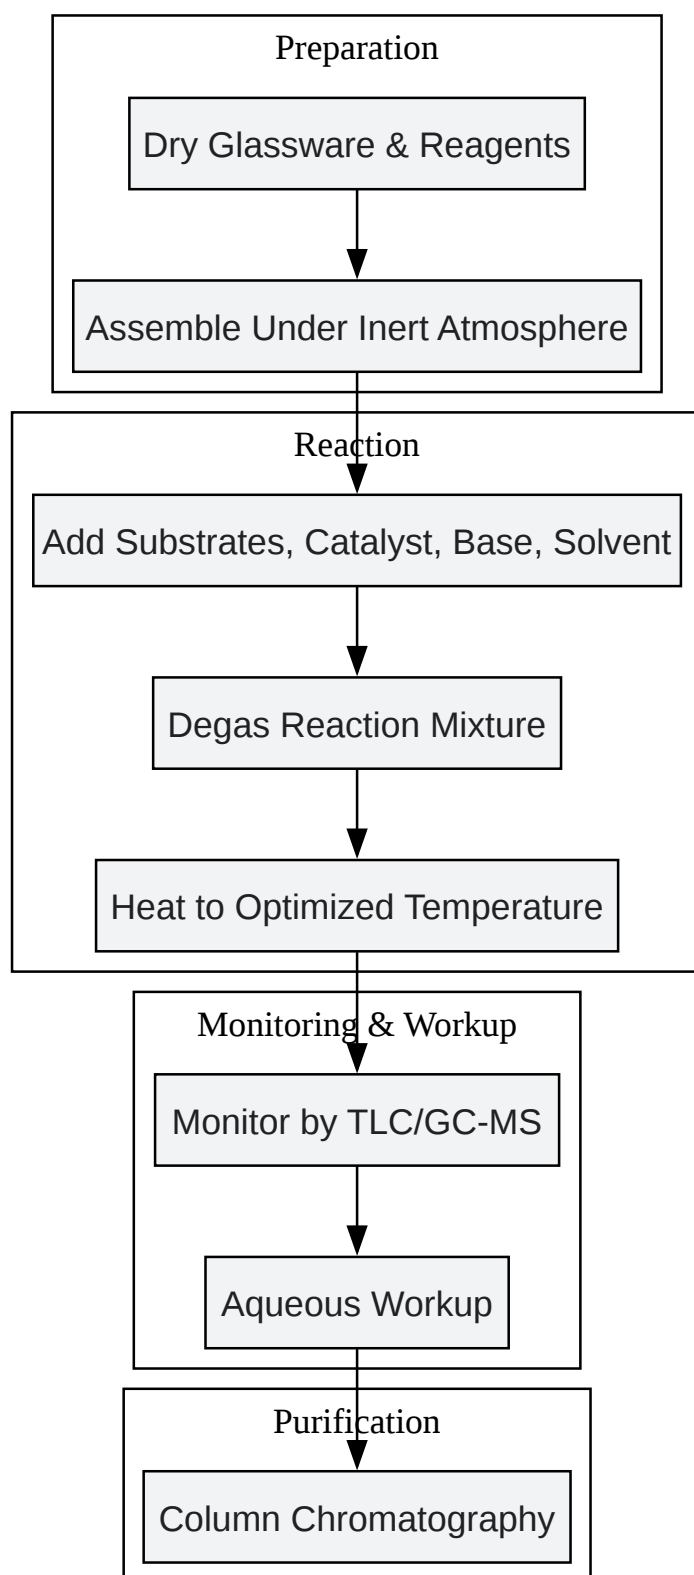 Preparation
Dry Glassware & Reagents
Assemble Under Inert Atmosphere
Reaction
Add Substrates, Catalyst, Base, Solvent
Degas Reaction Mixture
Heat to Optimized Temperature
Monitoring & Workup
Monitor by TLC/GC-MS
Aqueous Workup
Purification
Column Chromatography